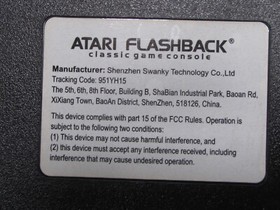 ATARI FLASHBACK®
classic game console
Manufacturer: Shenzhen Swanky Technology Co.,Ltd
Tracking Code: 951YH15
The 5th, 6th, 8th Floor, Building B, ShaBian Industrial Park, Baoan Rd,
XiXiang Town, BaoAn District, ShenZhen, 518126, China.
This device complies with part 15 of the FCC Rules. Operation is
subject to the following two conditions:
(1) This device may not cause harmful interference, and
(2) this device must accept any interference received, including
interference that may cause undesired operation.